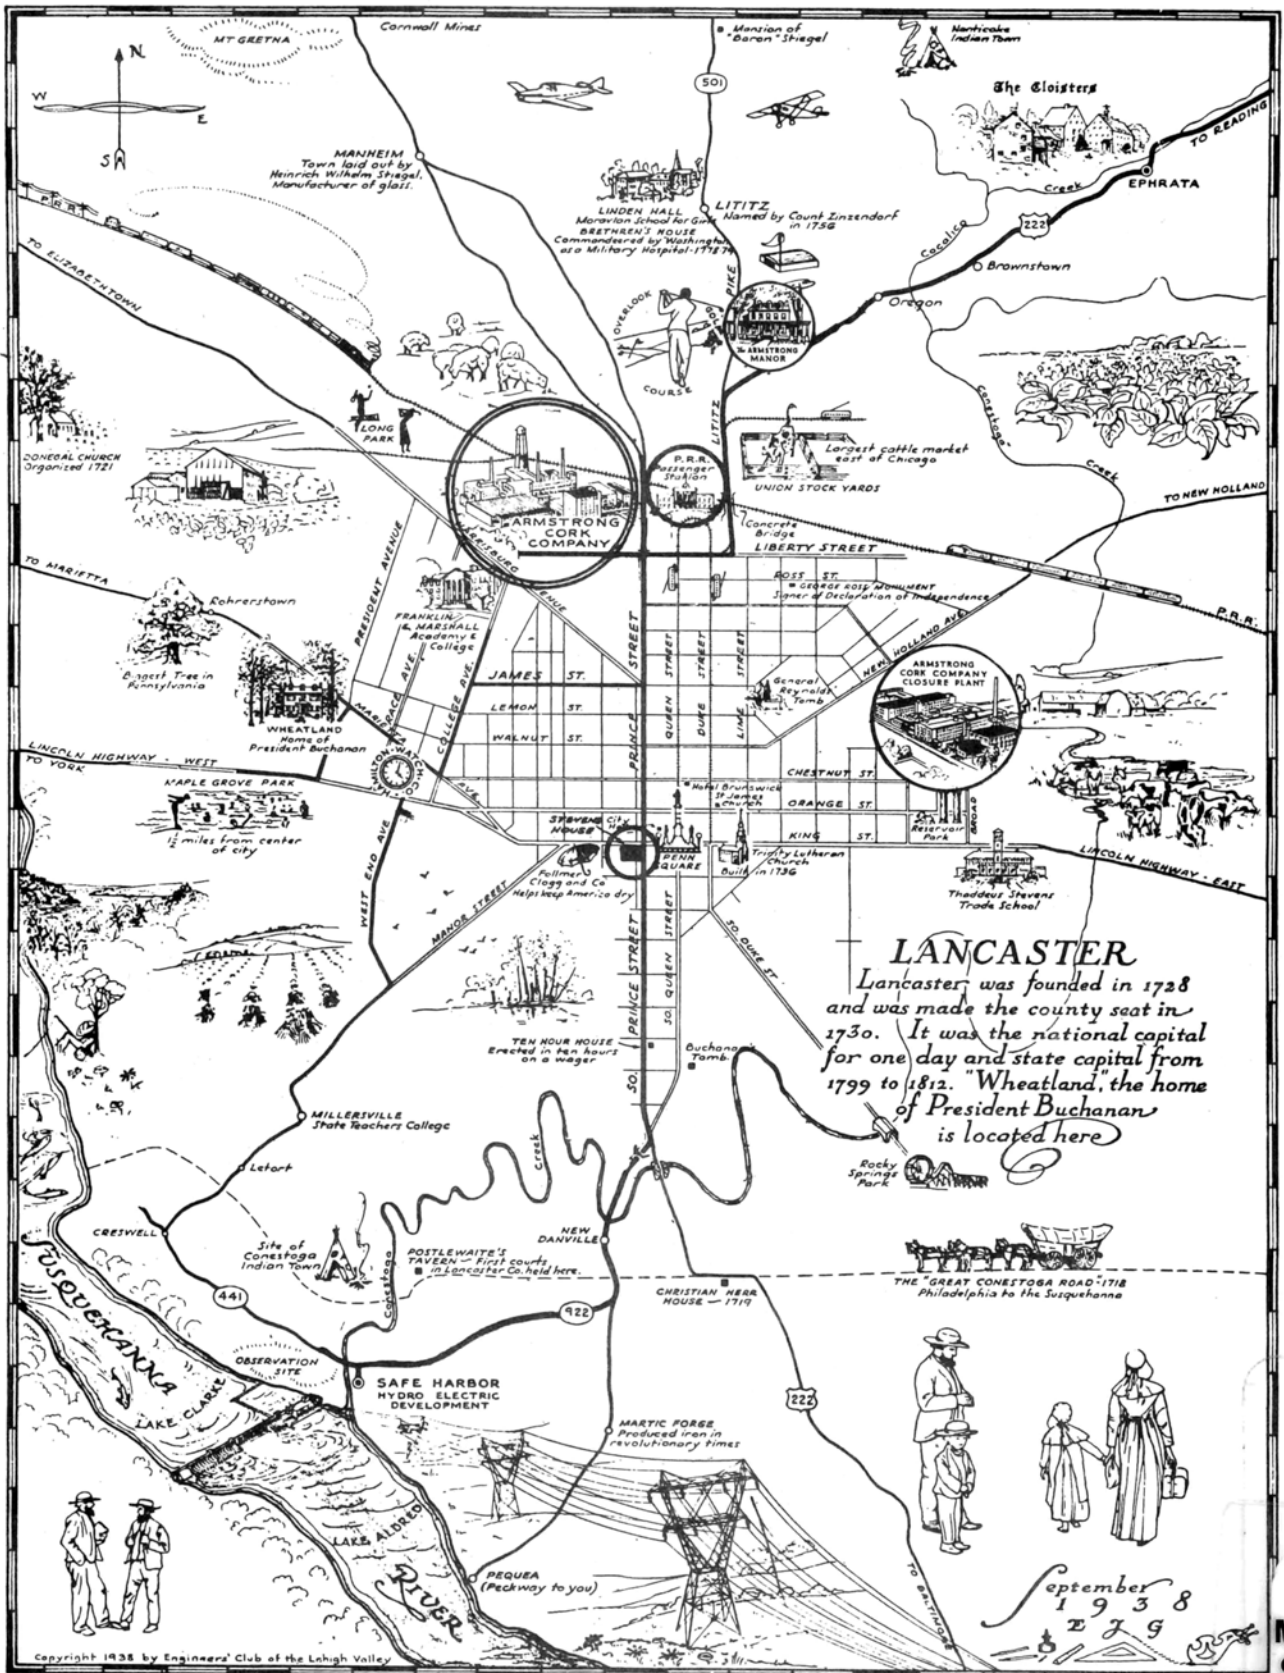 MT GRETNA
Cornwall Mines
Mansion of
"Baron" Stiegel
Nanticoke
Indian Town
N
W
E
S
501
The Cloisters
TO READING
MANHEIM
Town laid out by
Heinrich Wilhelm Stiegel.
Manufacturer of glass.
EPHRATA
Creek
Cocalico
222
P.R.R.
LINDEN HALL
Moravian School for Girls
BRETHREN'S HOUSE
Commandeered by Washington
as a Military Hospital-1778
LITITZ
Named by Count Zinzendorf
in 1756
Brownstown
Oregon
TO ELIZABETHTOWN
OVERLOOK
GOLF
COURSE
PIKE
The ARMSTRONG
MANOR
LITITZ
Conestoga
Creek
LONG
PARK
DONEGAL CHURCH
Organized 1721
P.R.R.
Passenger
Station
Largest cattle market
east of Chicago
UNION STOCK YARDS
TO NEW HOLLAND
ARMSTRONG
CORK
COMPANY
Concrete
Bridge
LIBERTY STREET
PRESIDENT AVENUE
HARRISBURG AVENUE
TO MARIETTA
Rohrerstown
ROSS ST.
GEORGE ROSS MONUMENT
Signer of Declaration of Independence
P.R.R.
FRANKLIN
& MARSHALL
Academy &
College
Biggest Tree in
Pennsylvania
NEW HOLLAND AVE
ARMSTRONG
CORK COMPANY
CLOSURE PLANT
PRINCE STREET
QUEEN STREET
DUKE STREET
LIME STREET
JAMES ST.
LEMON ST.
WALNUT ST.
General
Reynolds'
Tomb
WHEATLAND
Home of
President Buchanan
RACE AVE.
COLLEGE AVE.
HAMILTON WATCH CO.
LINCOLN HIGHWAY - WEST
TO YORK
MAPLE GROVE PARK
1½ miles from center
of city
CHESTNUT ST.
Hotel Brunswick
St James
Church
ORANGE ST.
KING ST.
Reservoir
Park
BROAD
STEVENS
HOUSE
City
PENN
SQUARE
Trinity Lutheran
Church
Built in 1736
Follmer
Clogg and Co
Helps keep America dry
LINCOLN HIGHWAY - EAST
Thaddeus Stevens
Trade School
WEST END AVE
MANOR STREET
SO. PRINCE STREET
SO. QUEEN STREET
SO. DUKE ST.
LANCASTER
Lancaster was founded in 1728
and was made the county seat in
1730. It was the national capital
for one day and state capital from
1799 to 1812. "Wheatland", the home
of President Buchanan
is located here
TEN HOUR HOUSE
Erected in ten hours
on a wager
Buchanan
Tomb
MILLERSVILLE
State Teachers College
Letort
Creek
Rocky
Springs
Park
CRESWELL
Site of
Conestoga
Indian Town
NEW
DANVILLE
POSTLEWAITE'S
TAVERN - First courts
in Lancaster Co. held here.
Conestoga
THE "GREAT CONESTOGA ROAD" 1718
Philadelphia to the Susquehanna
CHRISTIAN HERR
HOUSE - 1719
SUSQUEHANNA
441
922
OBSERVATION
SITE
LAKE CLARKE
SAFE HARBOR
HYDRO ELECTRIC
DEVELOPMENT
222
MARTIC FORGE
Produced iron in
revolutionary times
LAKE ALDRED
RIVER
PEQUEA
(Peckway to you)
TO BALTIMORE
September
1938
E J G
Copyright 1938 by Engineers' Club of the Lehigh Valley